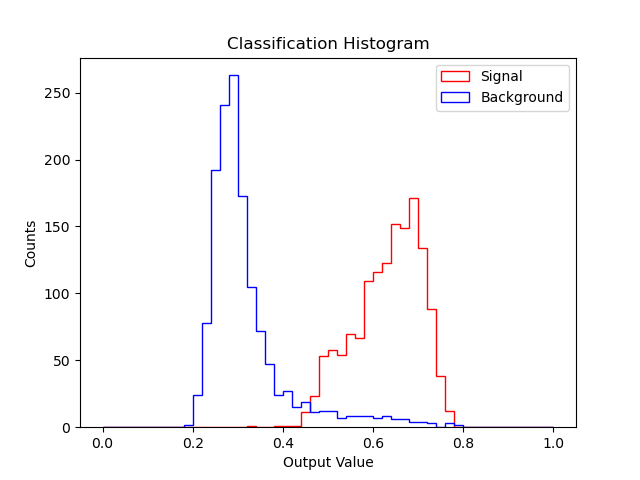 Classification Histogram
Signal
Background
Counts
250
200
150
100
50
0
0.0 0.2 0.4 0.6 0.8 1.0
Output Value